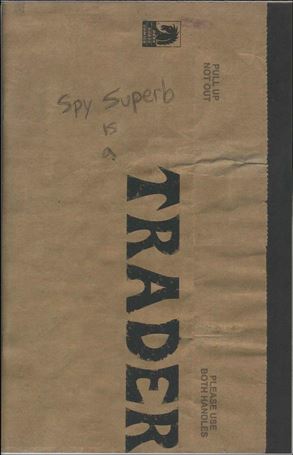 PULL UP
NOT OUT
Spy Superb
is
a
TRADER
PLEASE USE
BOTH HANDLES